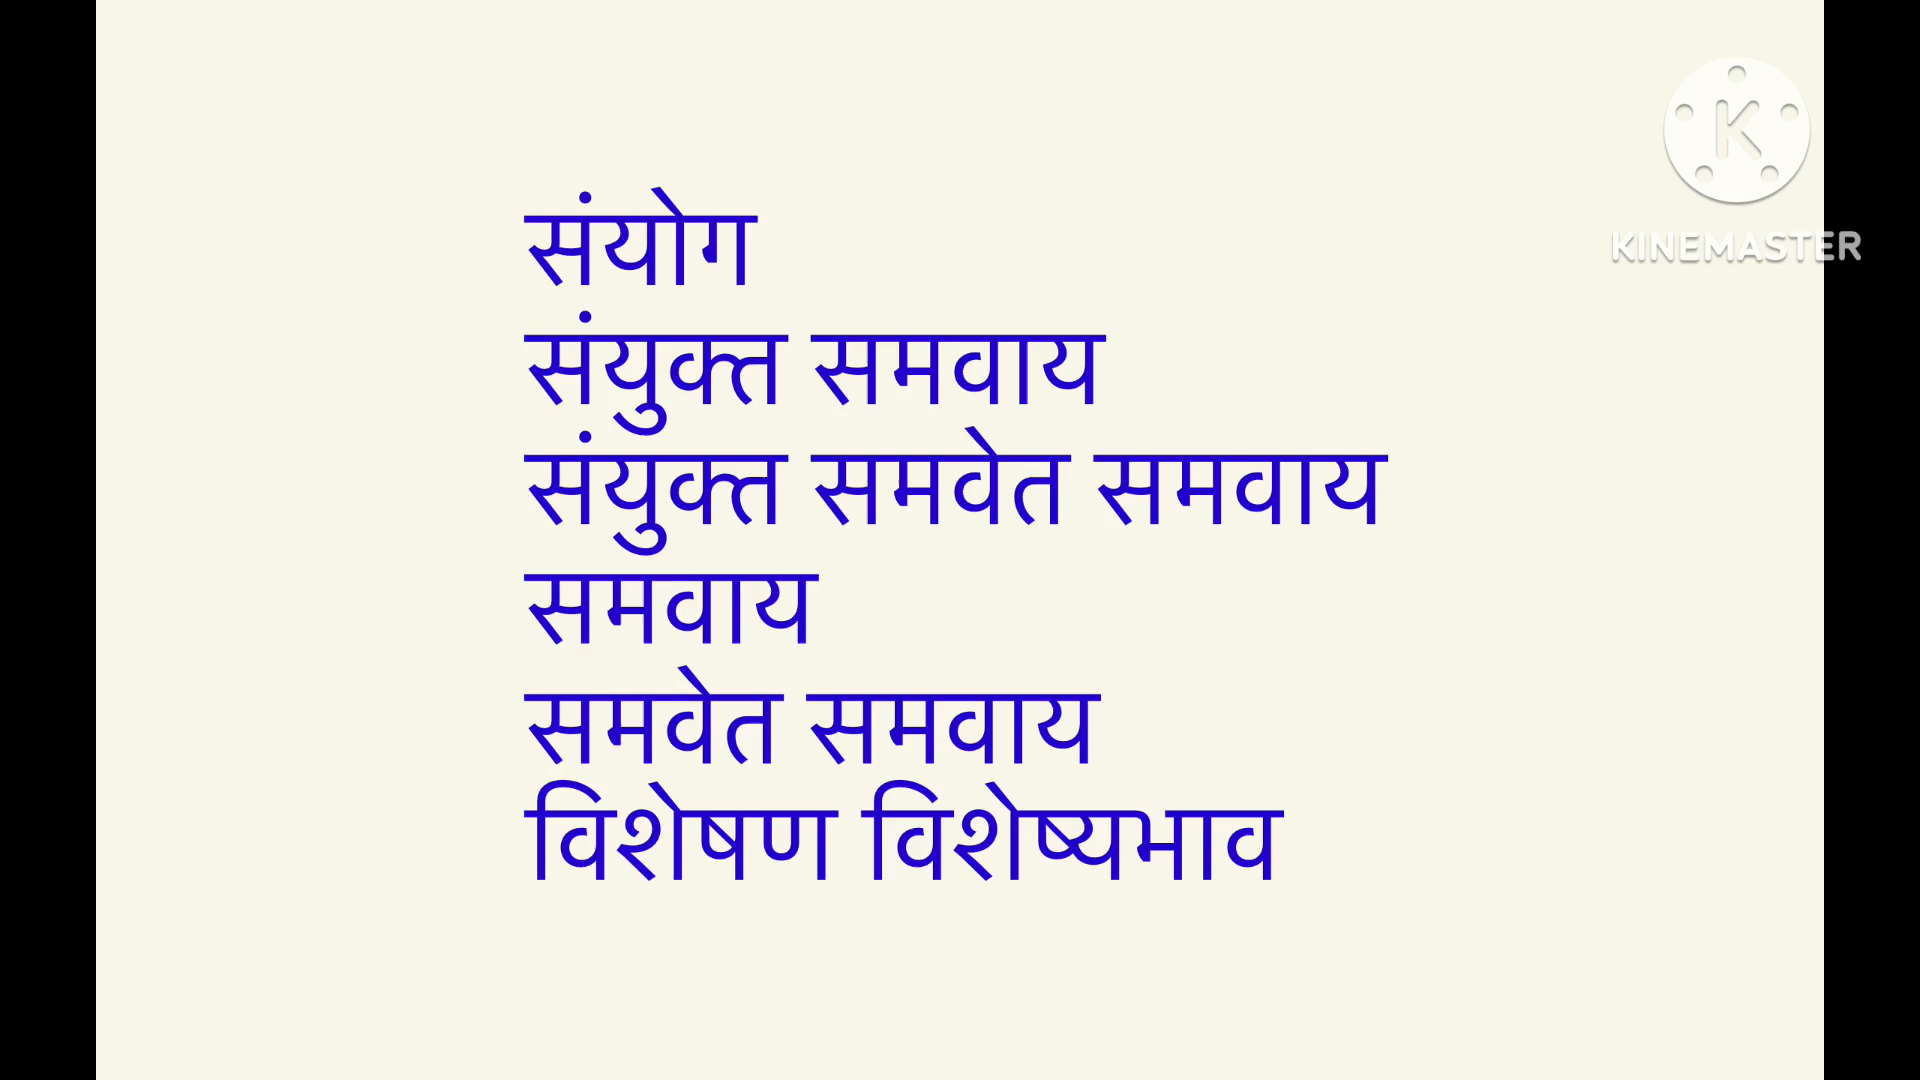 संयोग
संयुक्त समवाय
संयुक्त समवेत समवाय
समवाय
समवेत समवाय
विशेषण विशेष्यभाव
K
KINEMASTER